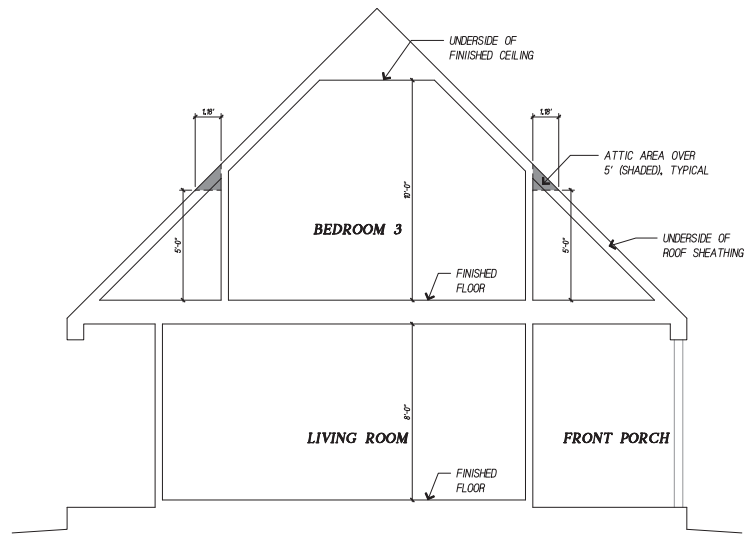 UNDERSIDE OF
FINIISHED CEILING
1.18'
1.18'
ATTIC AREA OVER
5' (SHADED), TYPICAL
10'-0"
BEDROOM 3
5'-0"
5'-0"
UNDERSIDE OF
ROOF SHEATHING
FINISHED
FLOOR
8'-0"
LIVING ROOM
FRONT PORCH
FINISHED
FLOOR